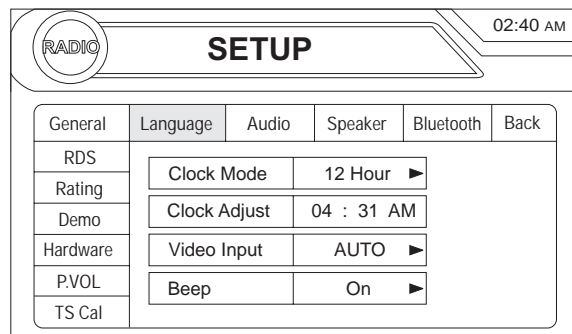 RADIO
SETUP
02:40 AM
General Language Audio Speaker Bluetooth Back
RDS
Rating
Demo
Hardware
P.VOL
TS Cal
Clock Mode 12 Hour ►
Clock Adjust 04 : 31 AM
Video Input AUTO ►
Beep On ►